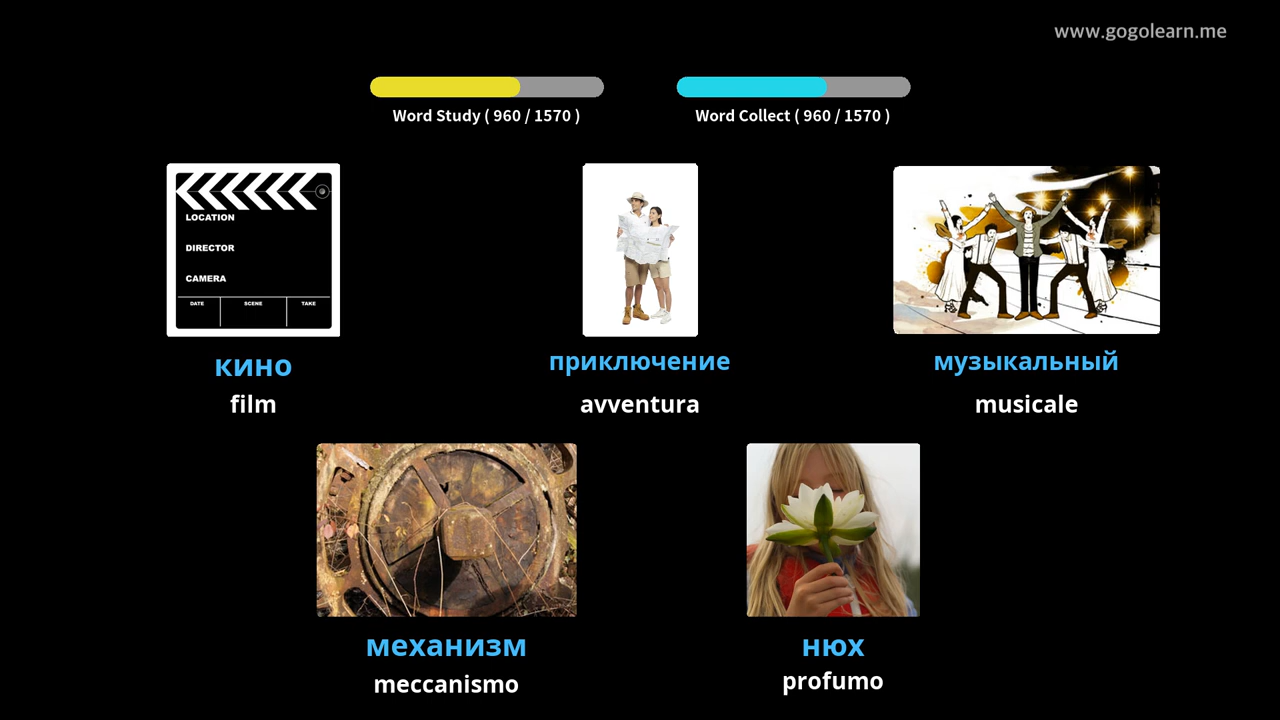 www.gogolearn.me
Word Study ( 960 / 1570 )
Word Collect ( 960 / 1570 )
LOCATION
DIRECTOR
CAMERA
DATE SCENE TAKE
кино
film
приключение
avventura
музыкальный
musicale
механизм
meccanismo
нюх
profumo